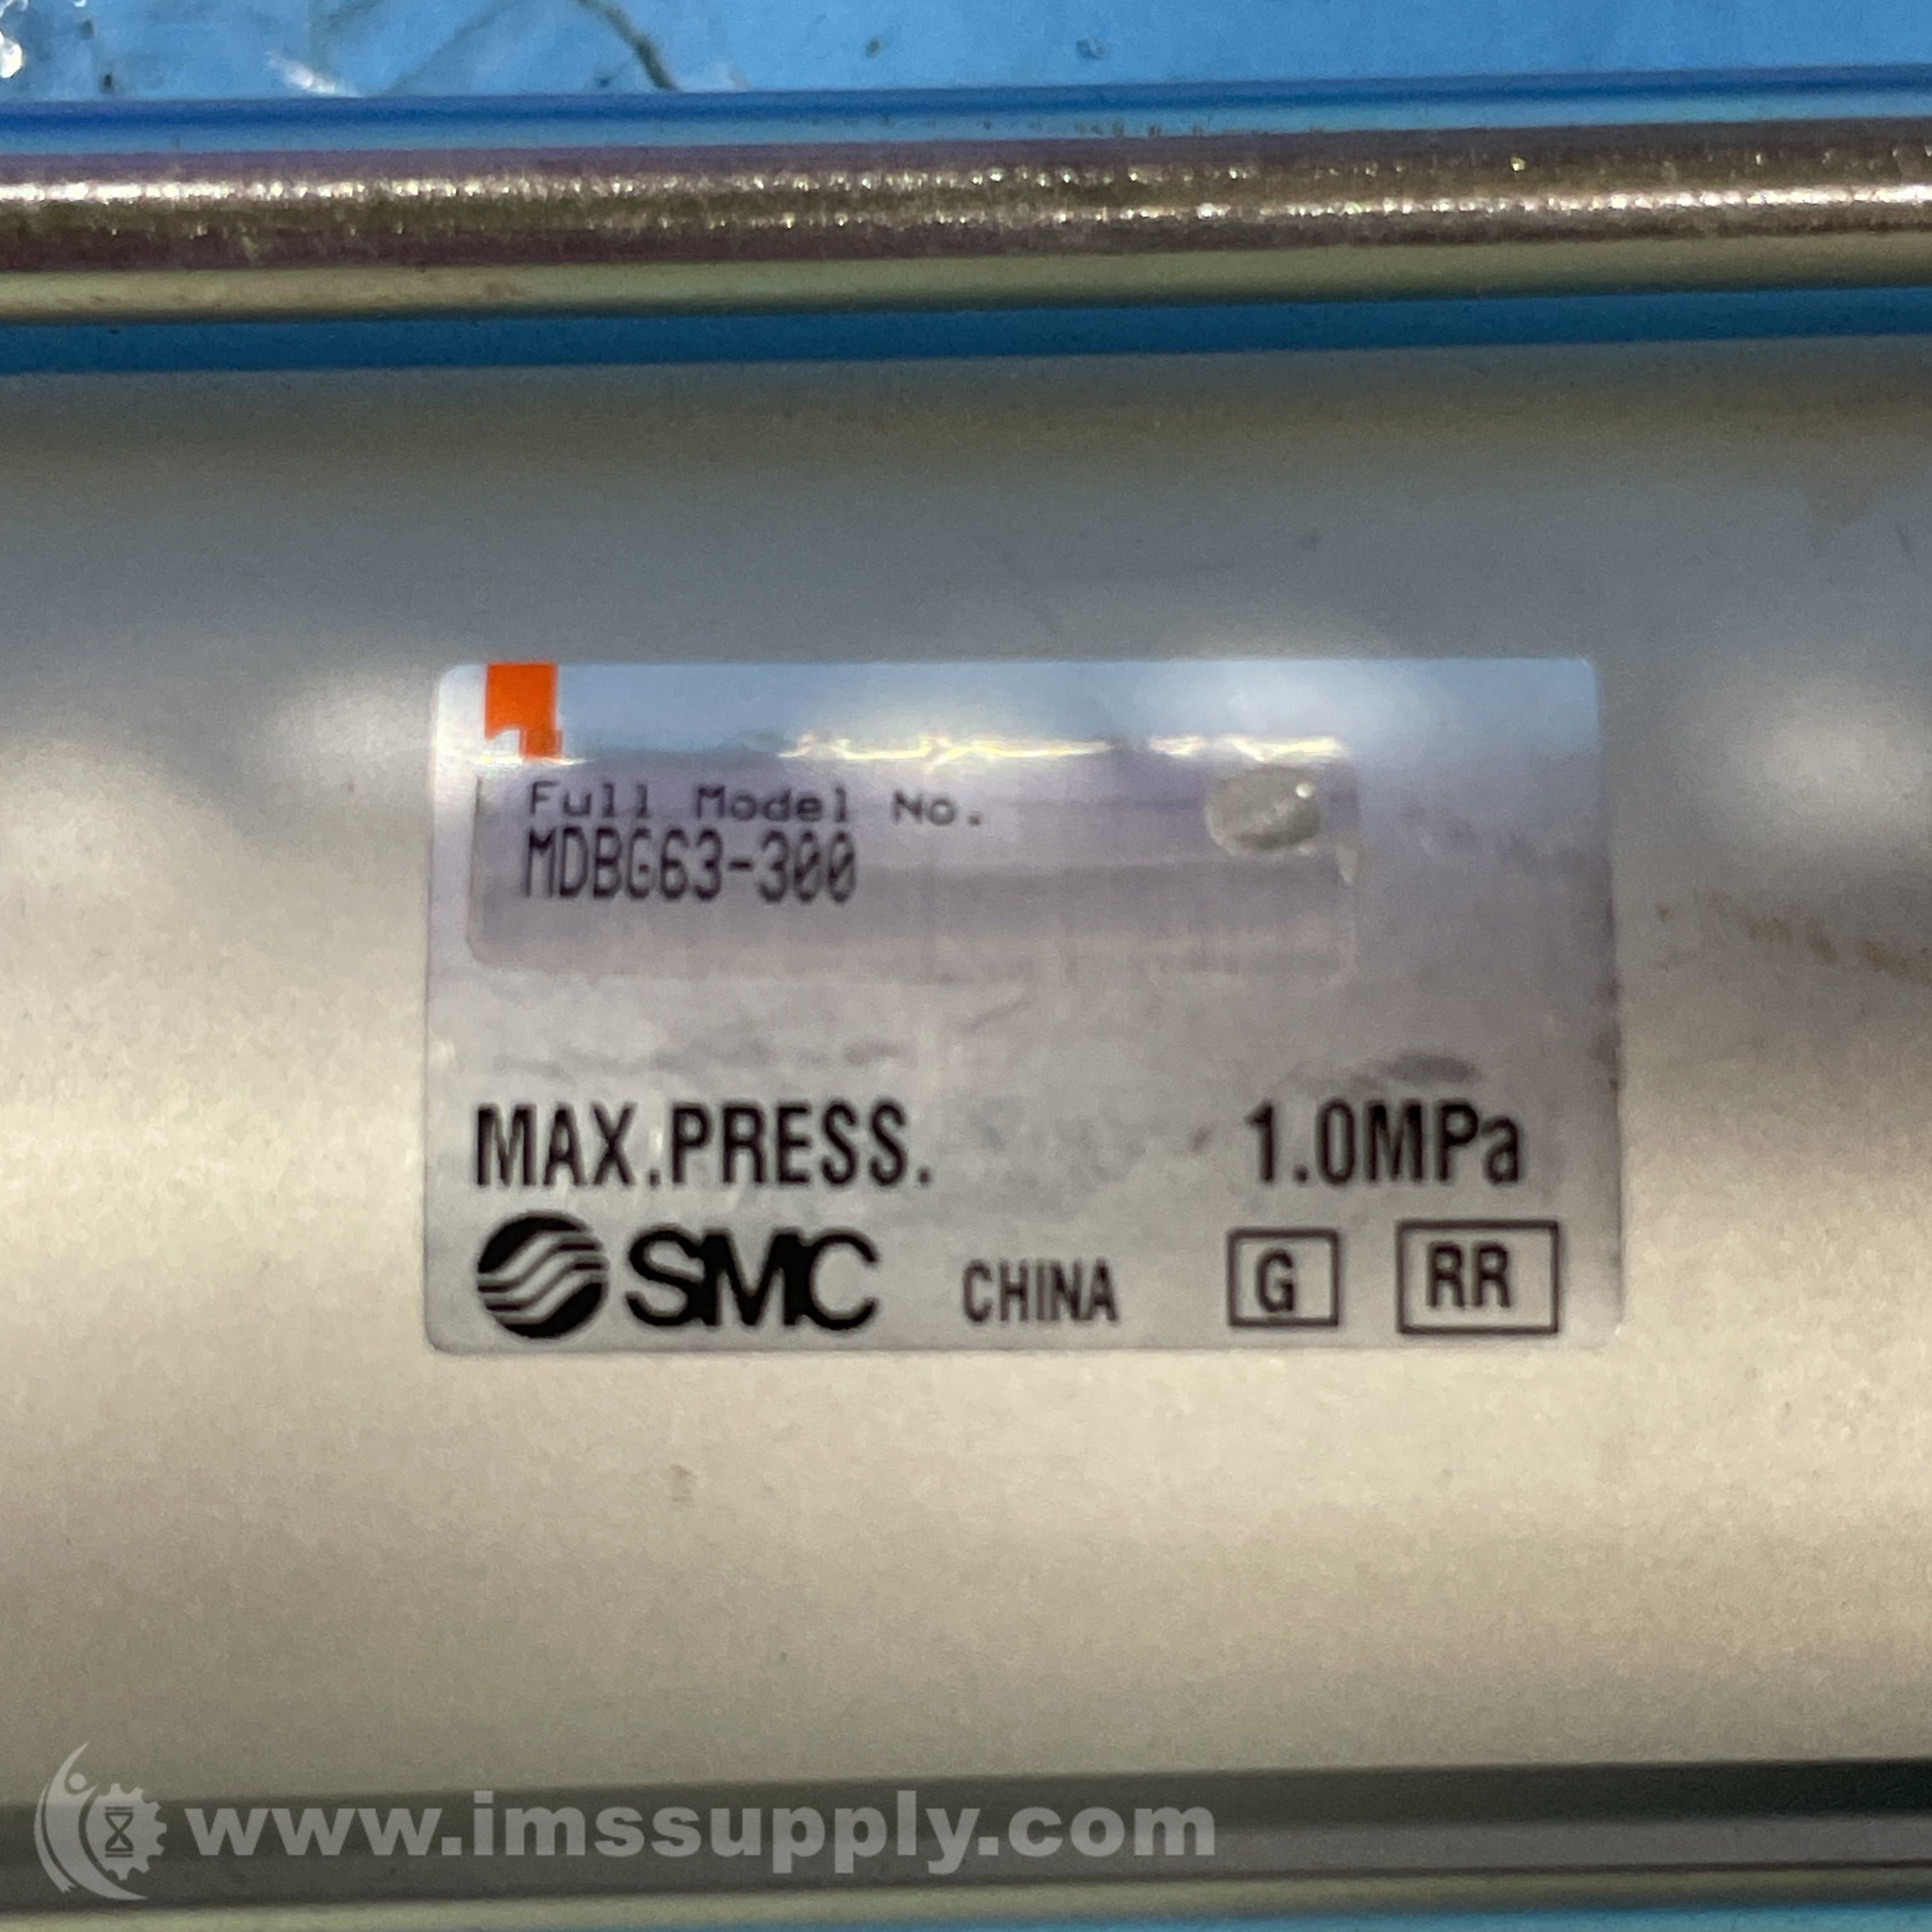 Full Model No.
MDBG63-300
MAX.PRESS. 1.0MPa
SMC CHINA G RR
www.imssupply.com